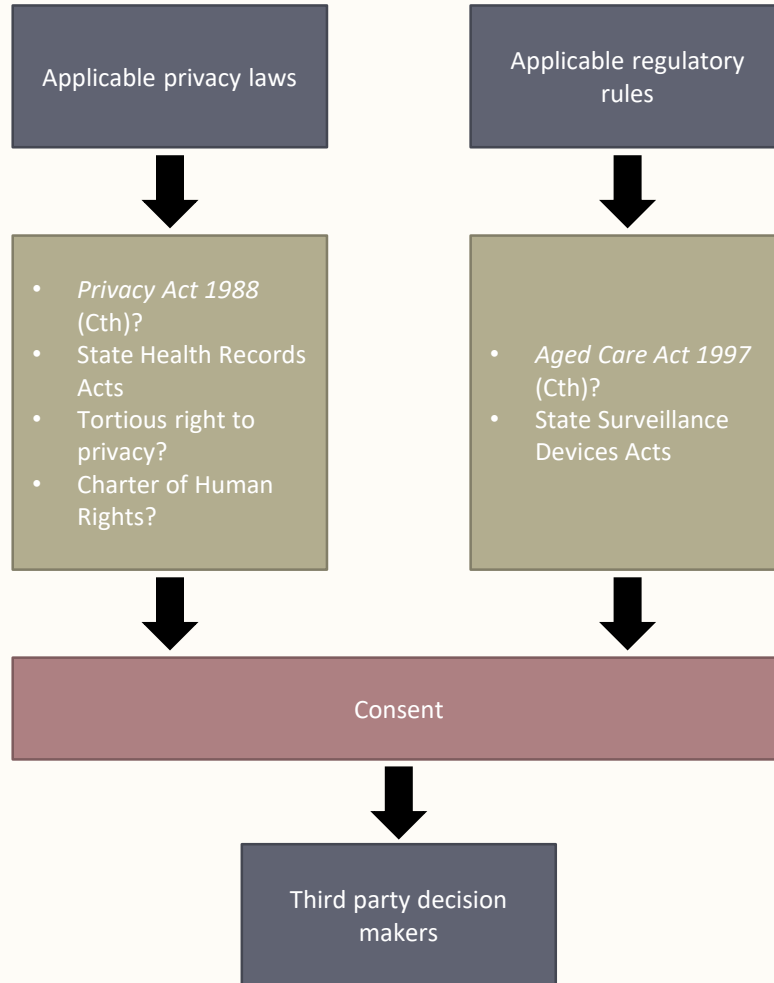 Applicable privacy laws
Applicable regulatory
rules
• Privacy Act 1988
(Cth)?
• State Health Records
Acts
• Tortious right to
privacy?
• Charter of Human
Rights?
• Aged Care Act 1997
(Cth)?
• State Surveillance
Devices Acts
Consent
Third party decision
makers